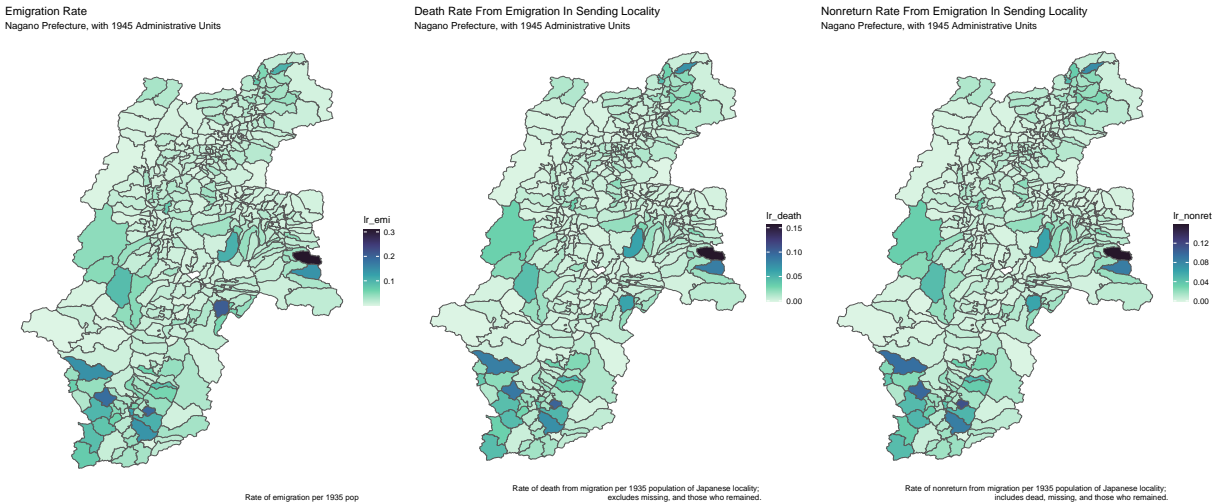 Emigration Rate
Nagano Prefecture, with 1945 Administrative Units
lr_emi
0.3
0.2
0.1
Rate of emigration per 1935 pop
Death Rate From Emigration In Sending Locality
Nagano Prefecture, with 1945 Administrative Units
lr_death
0.15
0.10
0.05
0.00
Rate of death from migration per 1935 population of Japanese locality;
excludes missing, and those who remained.
Nonreturn Rate From Emigration In Sending Locality
Nagano Prefecture, with 1945 Administrative Units
lr_nonret
0.12
0.08
0.04
0.00
Rate of nonreturn from migration per 1935 population of Japanese locality;
includes dead, missing, and those who remained.